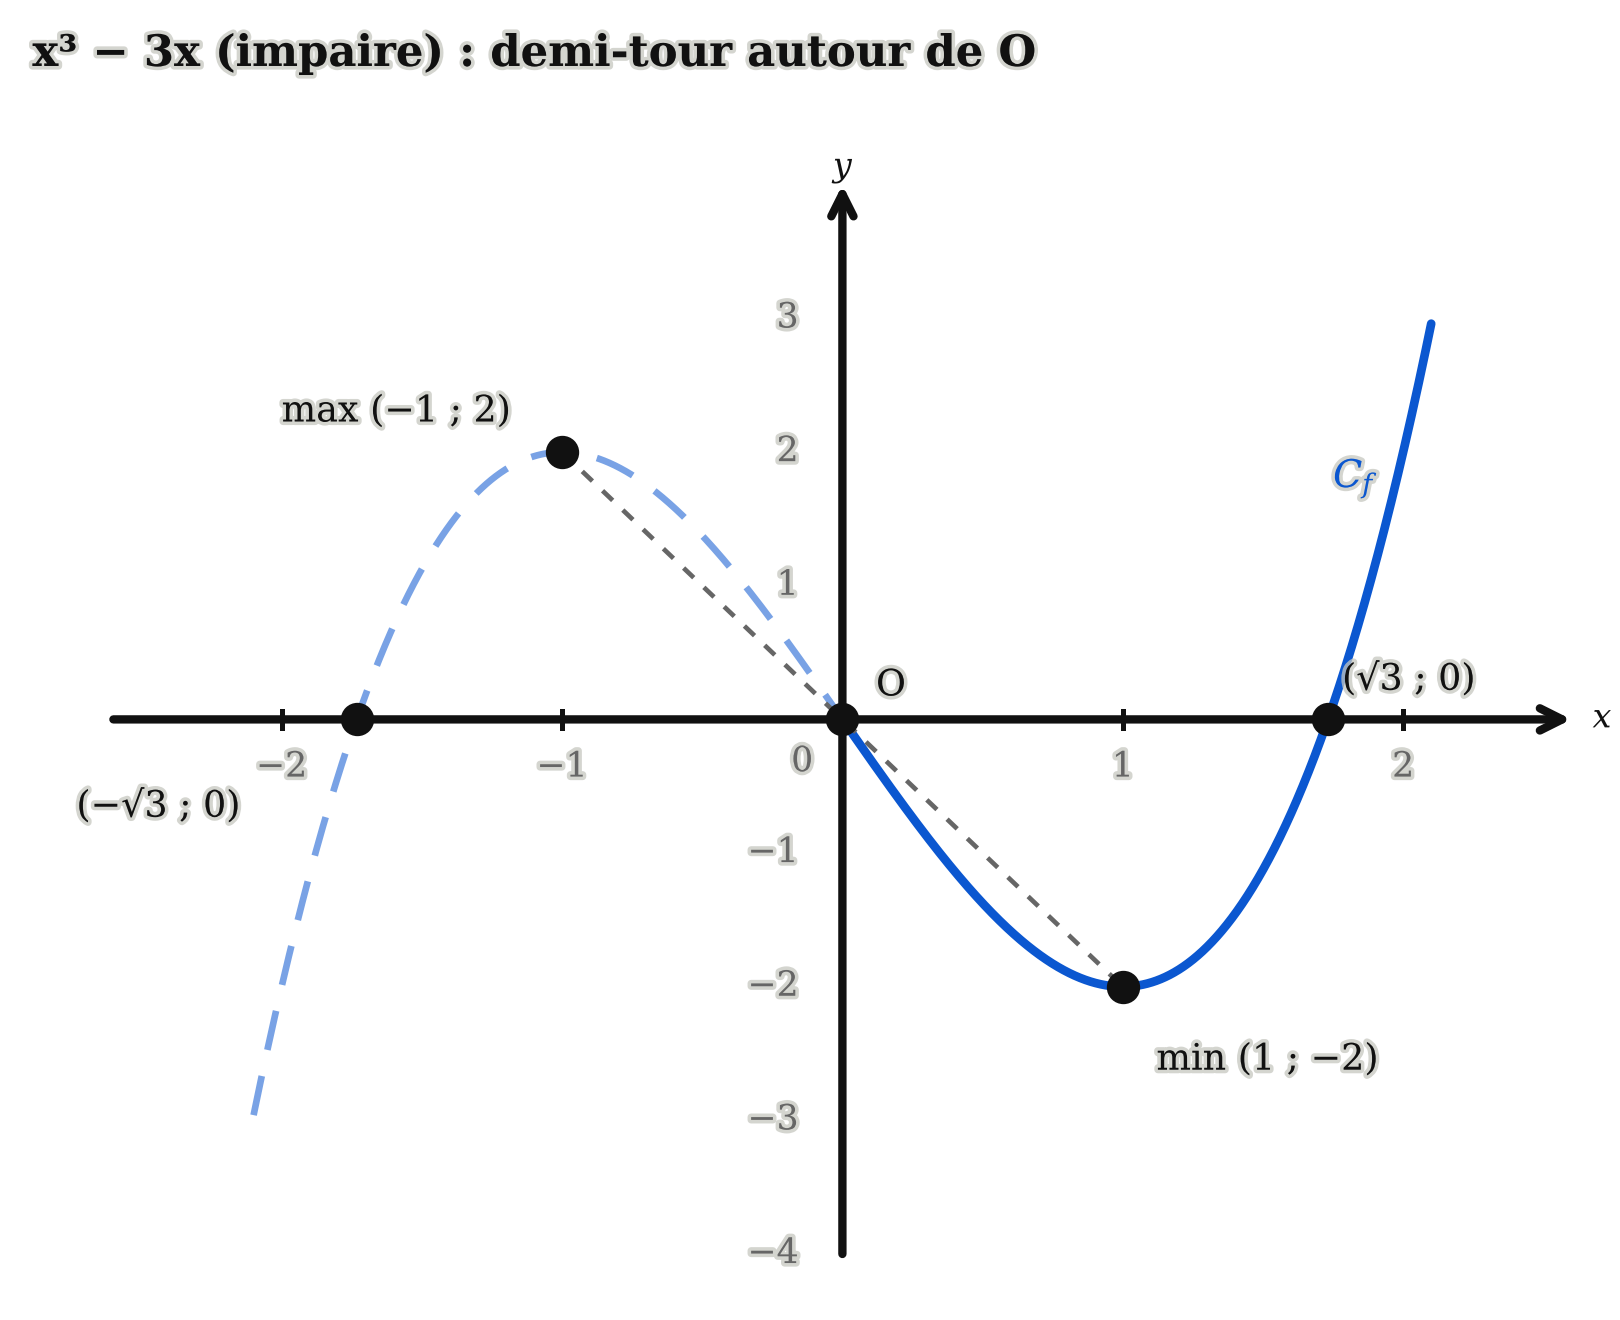 x³ − 3x (impaire) : demi-tour autour de O
y
3
max (−1 ; 2)
2
C_f
1
O
(√3 ; 0)
x
−2
−1
0
1
2
(−√3 ; 0)
−1
−2
min (1 ; −2)
−3
−4